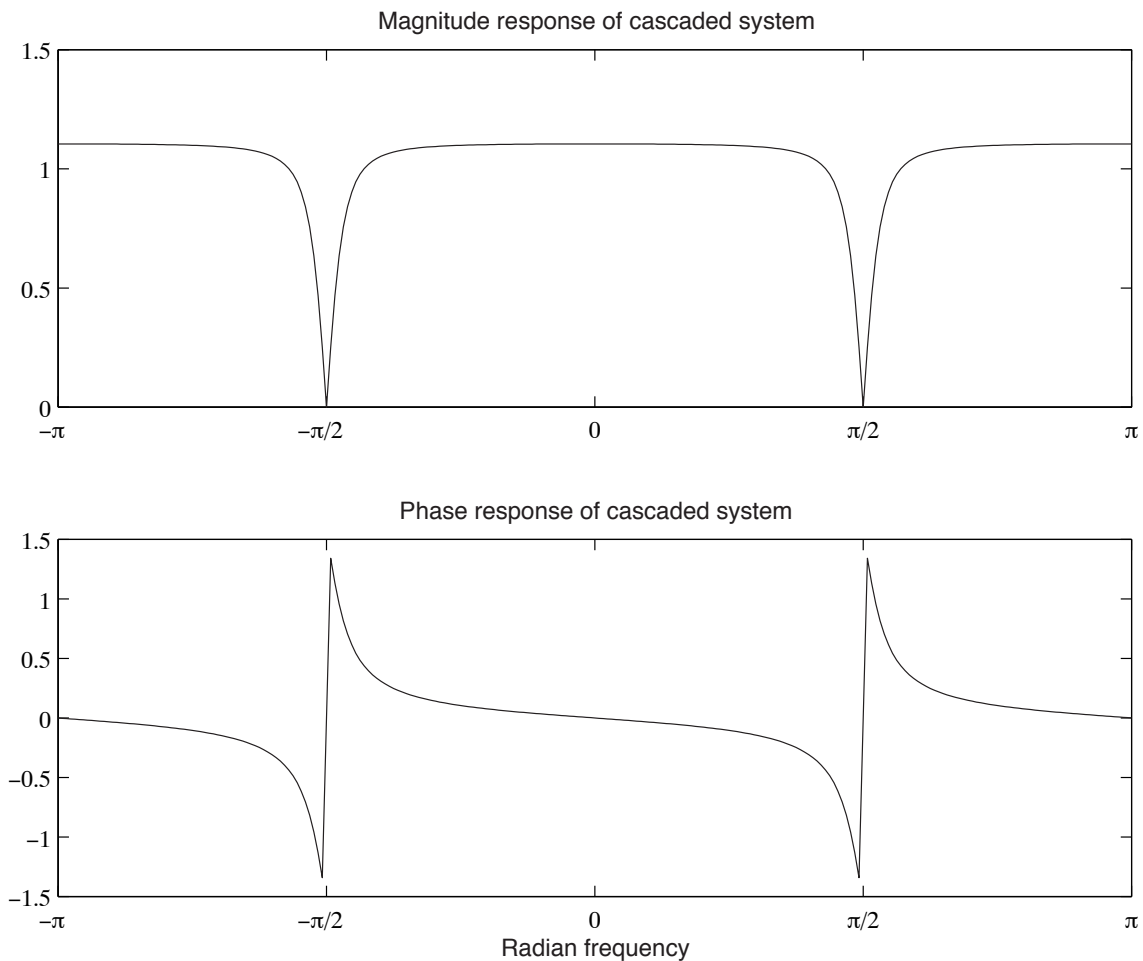 Magnitude response of cascaded system
1.5
1
0.5
0
−π
−π/2
0
π/2
π
Phase response of cascaded system
1.5
1
0.5
0
−0.5
−1
−1.5
−π
−π/2
0
π/2
π
Radian frequency